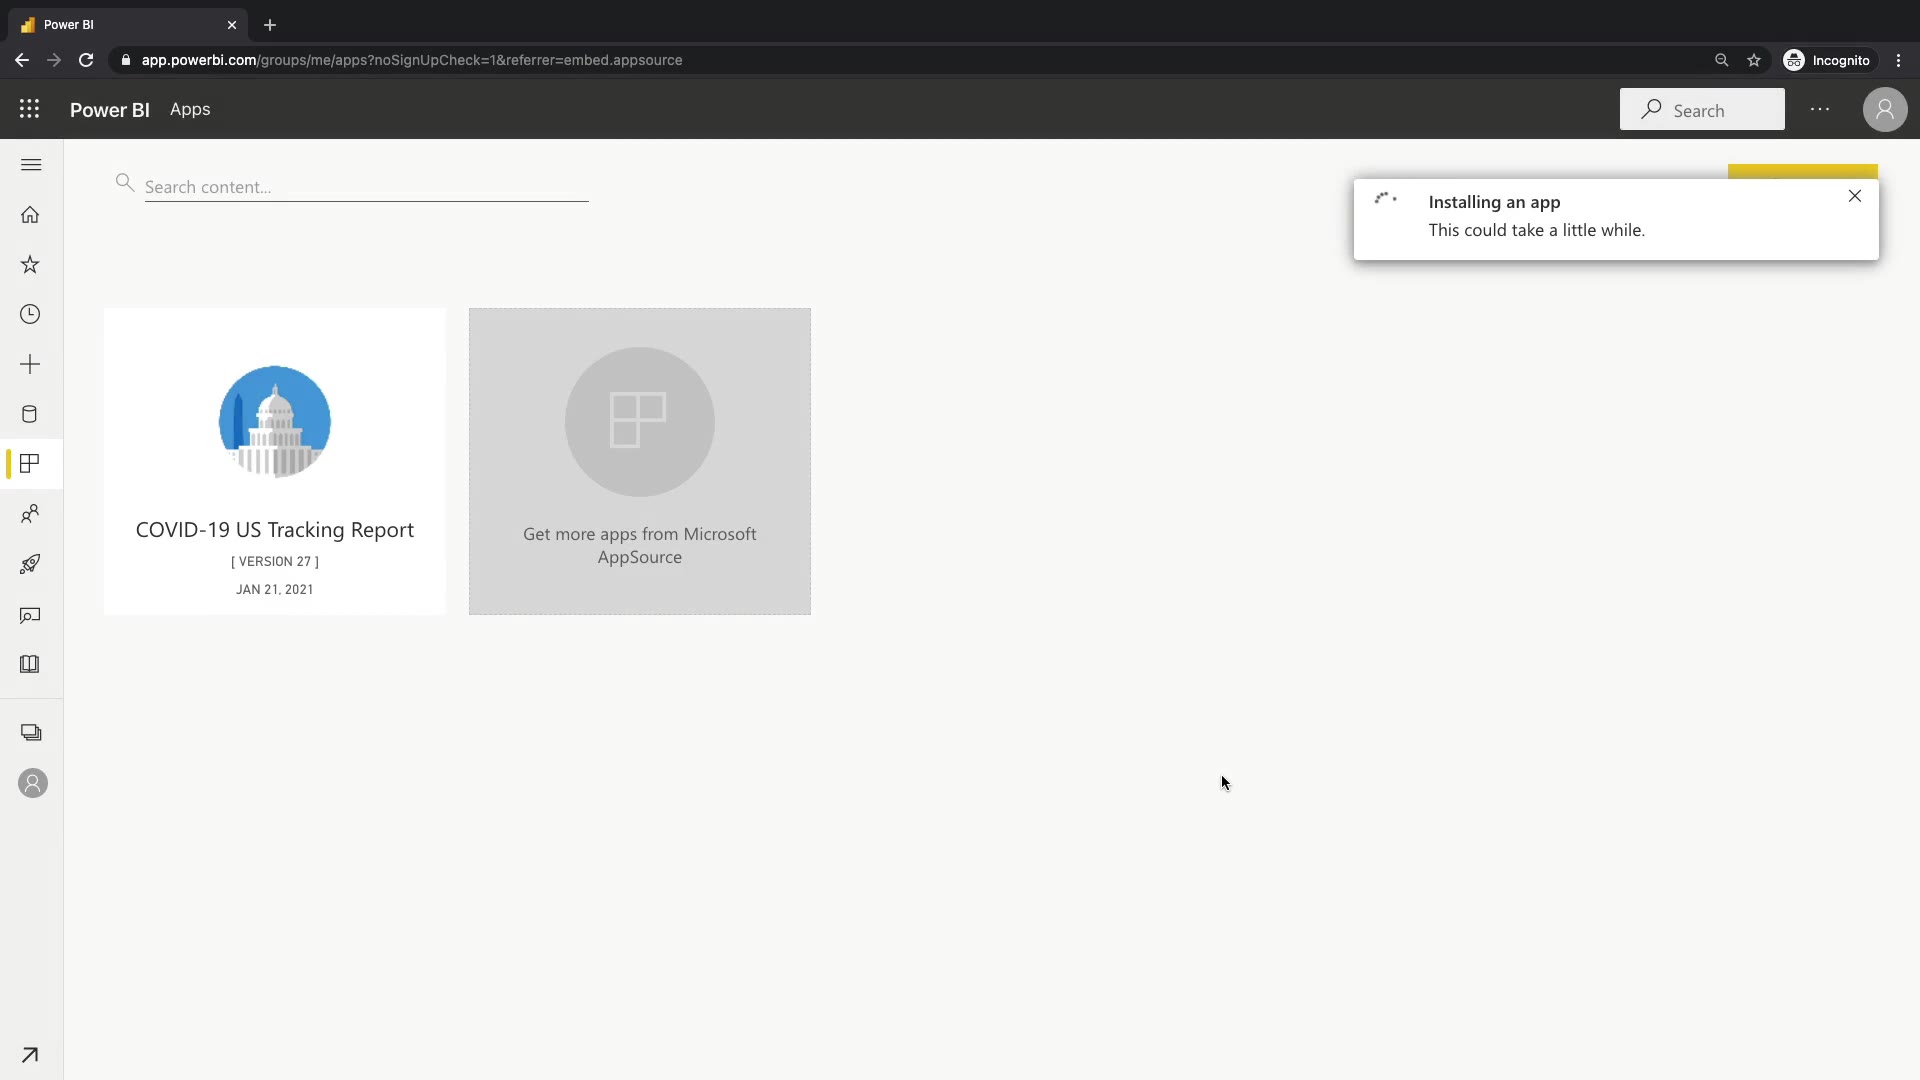 Power BI
app.powerbi.com/groups/me/apps?noSignUpCheck=1&referrer=embed.appsource
Incognito
Power BI Apps
Search
Search content...
Installing an app
This could take a little while.
COVID-19 US Tracking Report
[ VERSION 27 ]
JAN 21, 2021
Get more apps from Microsoft
AppSource